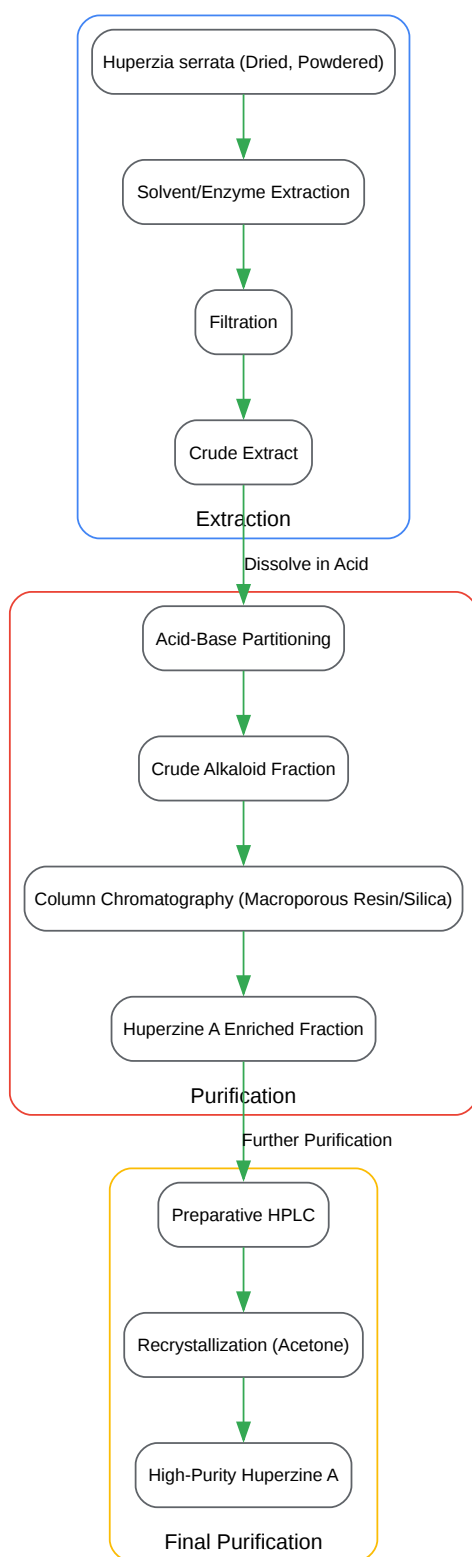 Huperzia serrata (Dried, Powdered)
Solvent/Enzyme Extraction
Filtration
Crude Extract
Extraction
Dissolve in Acid
Acid-Base Partitioning
Crude Alkaloid Fraction
Column Chromatography (Macroporous Resin/Silica)
Huperzine A Enriched Fraction
Purification
Further Purification
Preparative HPLC
Recrystallization (Acetone)
High-Purity Huperzine A
Final Purification